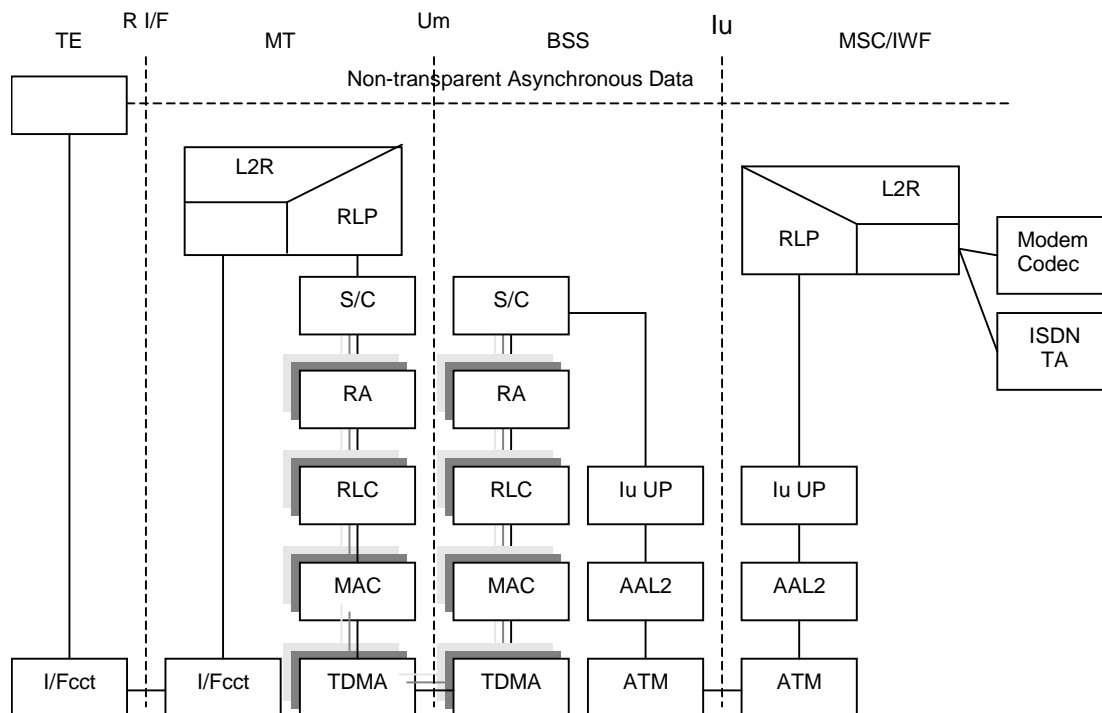 R I/F
Um
Iu
TE
MT
BSS
MSC/IWF
Non-transparent Asynchronous Data
L2R
RLP
L2R
RLP
Modem
Codec
S/C
S/C
ISDN
TA
RA
RA
RLC
RLC
Iu UP
Iu UP
MAC
MAC
AAL2
AAL2
I/Fcct
I/Fcct
TDMA
TDMA
ATM
ATM